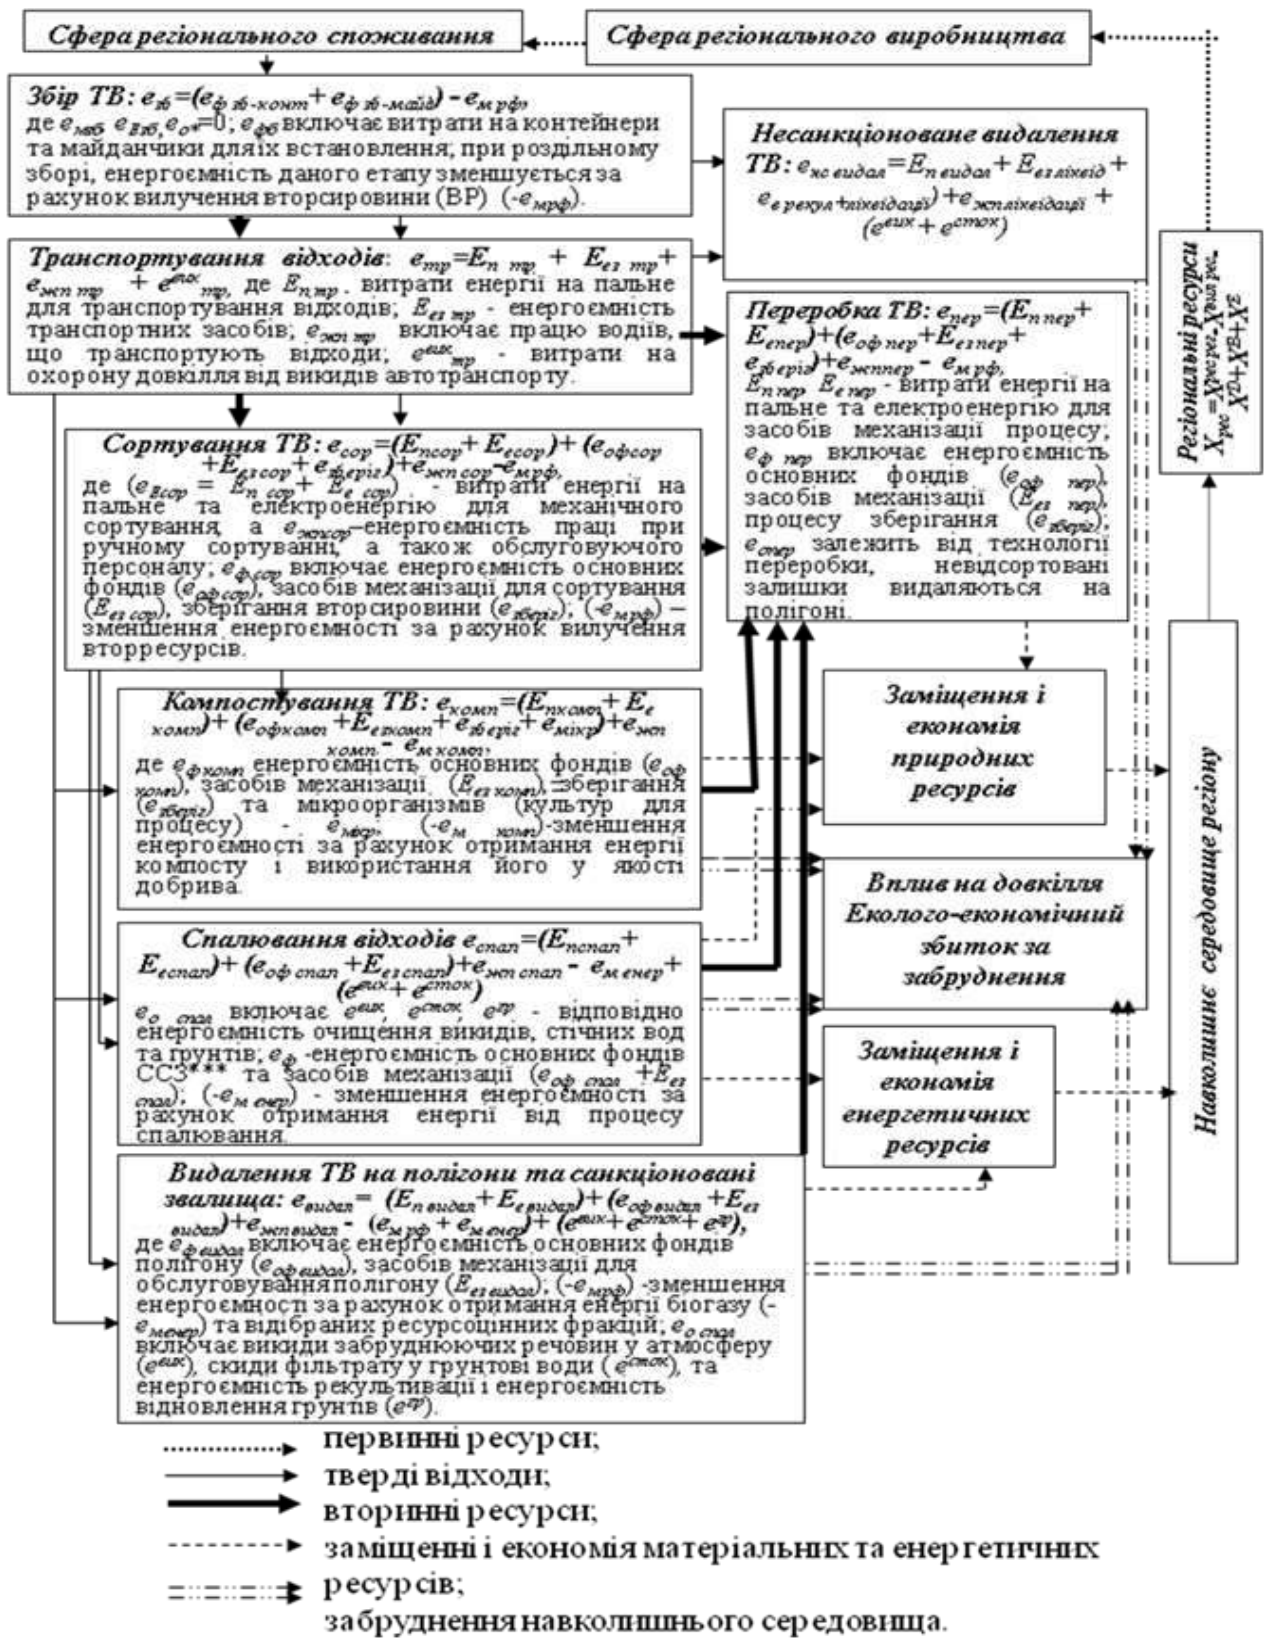 Сфера регіонального споживання
Сфера регіонального виробництва
Збір ТВ: eзб=(eф зб-конт+ eф зб-майд) – eм рф,
де eмзб, eEзб, eо*=0; eфзб включає витрати на контейнери
та майданчики для їх встановлення; при роздільному
зборі, енергоємність даного етапу зменшується за
рахунок вилучення вторсировини (ВР) (-eмрф).
Несанкціоноване видалення
ТВ: eнс видал=Eп видал+ Eез ліквід+
eе рекул+ліквідації)+eжпліквідації+
(eвик+ eсток)
Транспортування відходів: eтр=Eп тр + Eез тр+
eжп тр + eвик тр, де Eп тр. витрати енергії на пальне
для транспортування відходів; Eез тр - енергоємність
транспортних засобів; eжп тр включає працю водіїв,
що транспортують відходи; eвик тр - витрати на
охорону довкілля від викидів автотранспорту.
Переробка ТВ: eпер=(Eп пер+
Eепер)+(eоф пер+Eез пер+
eзберіг)+eжппер – eм рф,
Eп пер, Eе пер - витрати енергії на
пальне та електроенергію для
засобів механізації процесу;
eф пер включає енергоємність
основних фондів (eоф пер),
засобів механізації (Eез пер),
процесу зберігання (eзберіг);
eопер залежить від технології
переробки, невідсортовані
залишки видаляються на
полігоні.
Регіональні ресурси
XD+XB+XE
Сортування ТВ: eсор=(Eпсор+ Eесор)+ (eофсор
+Eез сор+ eзберіг)+eжп сор–eм рф,
де (eEсор = Eп сор+ Eе сор) . - витрати енергії на
пальне та електроенергію для механічного
сортування, а eжпсор–енергоємність праці при
ручному сортуванні, а також обслуговуючого
персоналу; eфсор включає енергоємність основних
фондів (eоф сор), засобів механізації для сортування
(Eез сор), зберігання вторсировини (eзберіг); (-eмрф) –
зменшення енергоємності за рахунок вилучення
вторресурсів.
Компостування ТВ: eкомп=(Eпкомп+ Eе
комп)+ (eофкомп +Eезкомп+ eзберіг+ eмікр)+eжп
комп– eм комп,
де eфкомп енергоємність основних фондів (eоф
комп), засобів механізації (Eез комп), зберігання
(eзберіг) та мікроорганізмів (культур для
процесу) - eмікр, (-eм комп)-зменшення
енергоємності за рахунок отримання енергії
компосту і використання його у якості
добрива.
Заміщення і
економія
природних
ресурсів
Вплив на довкілля
Еколого-економічний
збиток за
забруднення
Навколишнє середовище регіону
Спалювання відходів eспал=(Eпспал+
Eеспал)+ (eоф спал +Eез спал)+eжп спал – eм енер+
(eвик+ eсток)
eо спал включає eвик, eсток, eгр - відповідно
енергоємність очищення викидів, стічних вод
та грунтів; eф -енергоємність основних фондів
ССЗ*** та засобів механізації (eоф спал +Eез
спал); (-eм енер) - зменшення енергоємності за
рахунок отримання енергії від процесу
спалювання.
Заміщення і
економія
енергетичних
ресурсів
Видалення ТВ на полігони та санкціоновані
звалища: eвидал= (Eп видал+ Eе видал)+ (eоф видал +Eез
видал)+eжп видал – (eм рф + eм енер)+ (eвик+ eсток+ eгр),
де eф видал включає енергоємність основних фондів
полігону (eоф видал), засобів механізації для
обслуговування полігону (Eез видал); (-eмрф) -зменшення
енергоємності за рахунок отримання енергії біогазу (-
eменер) та відібраних ресурсоцінних фракцій; eо спал
включає викиди забруднюючих речовин у атмосферу
(eвик), скиди фільтрату у грунтові води (eсток), та
енергоємність рекультивації і енергоємність
відновлення грунтів (eгр).
первинні ресурси;
тверді відходи;
вторинні ресурси;
заміщенні і економія матеріальних та енергетичних
ресурсів;
забруднення навколишнього середовища.